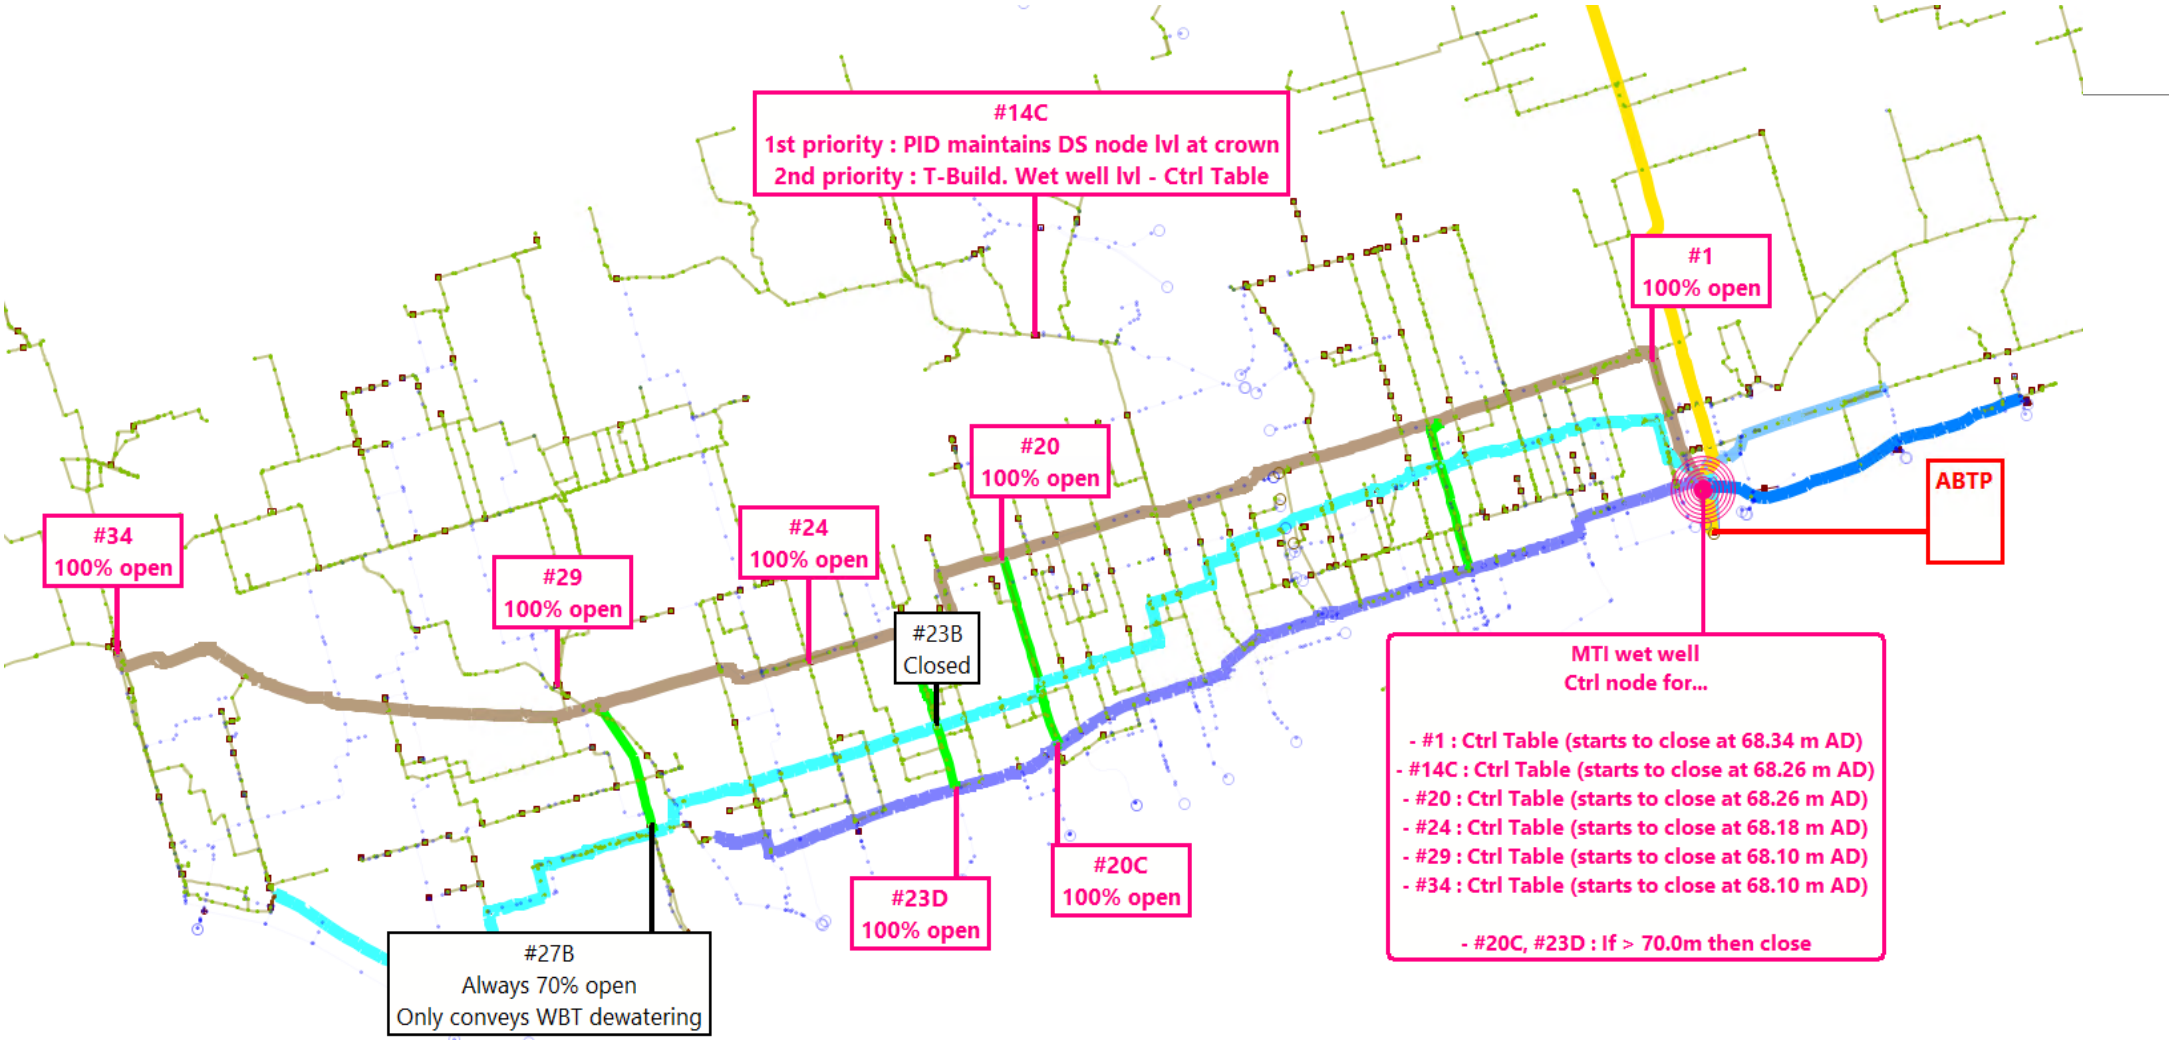 #14C
1st priority : PID maintains DS node lvl at crown
2nd priority : T-Build. Wet well lvl - Ctrl Table
#1
100% open
#20
100% open
ABTP
#24
100% open
#34
100% open
#29
100% open
#23B
Closed
MTI wet well
Ctrl node for...
- #1 : Ctrl Table (starts to close at 68.34 m AD)
- #14C : Ctrl Table (starts to close at 68.26 m AD)
- #20 : Ctrl Table (starts to close at 68.26 m AD)
- #24 : Ctrl Table (starts to close at 68.18 m AD)
- #29 : Ctrl Table (starts to close at 68.10 m AD)
- #34 : Ctrl Table (starts to close at 68.10 m AD)
- #20C, #23D : If > 70.0m then close
#20C
100% open
#23D
100% open
#27B
Always 70% open
Only conveys WBT dewatering